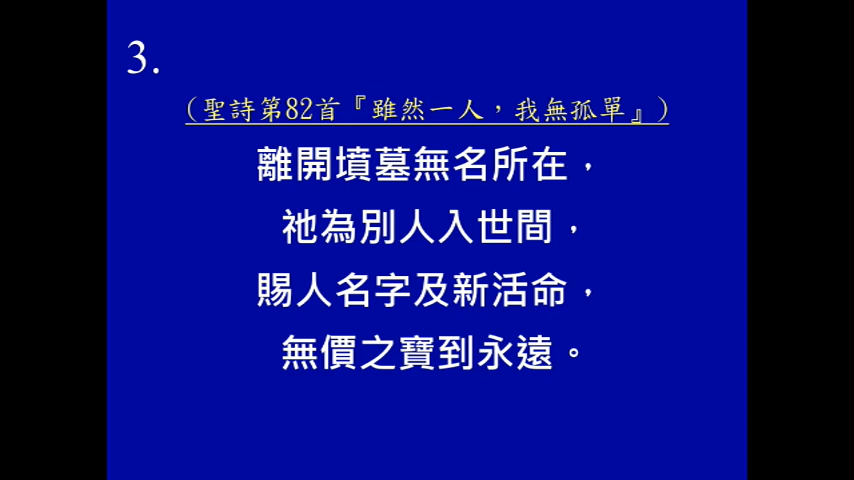 3.
(聖詩第82首『雖然一人，我無孤單』)
離開墳墓無名所在，
祂為別人入世間，
賜人名字及新活命，
無價之寶到永遠。